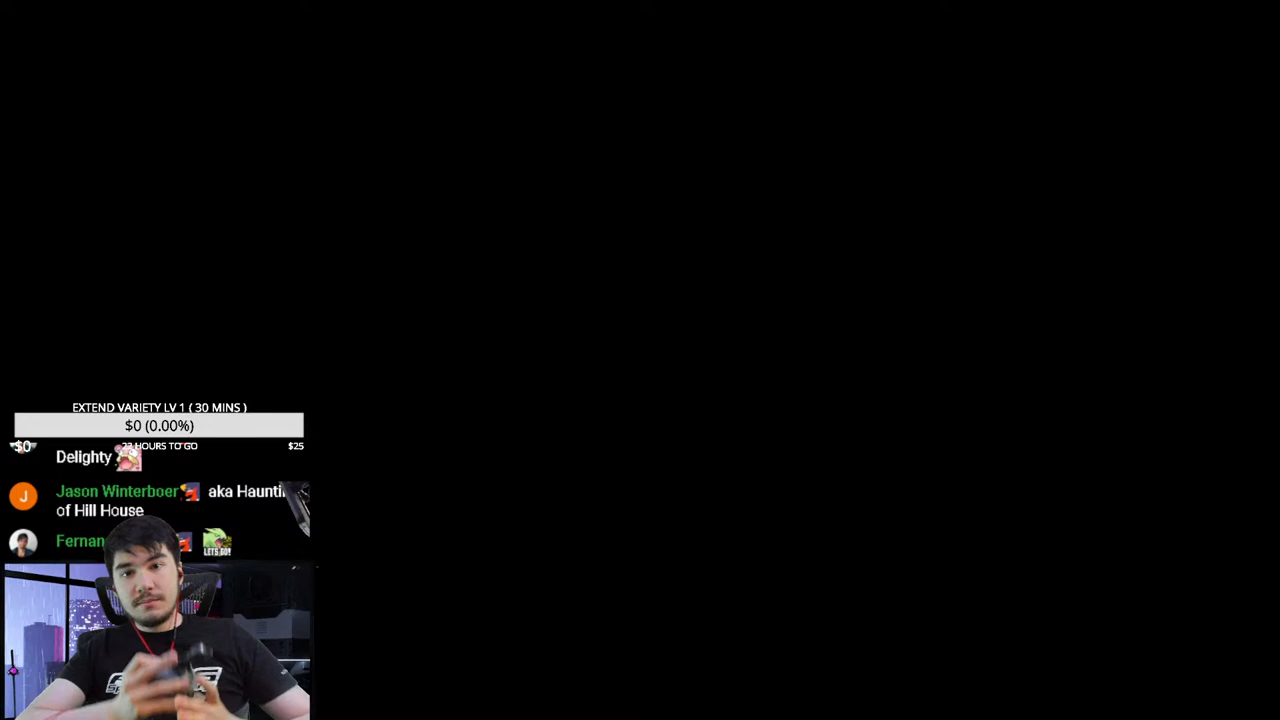 EXTEND VARIETY LV 1 ( 30 MINS )
$0 (0.00%)
$0 23 HOURS TO GO $25
Delighty
J Jason Winterboer aka
of Hill House
LETS GO!